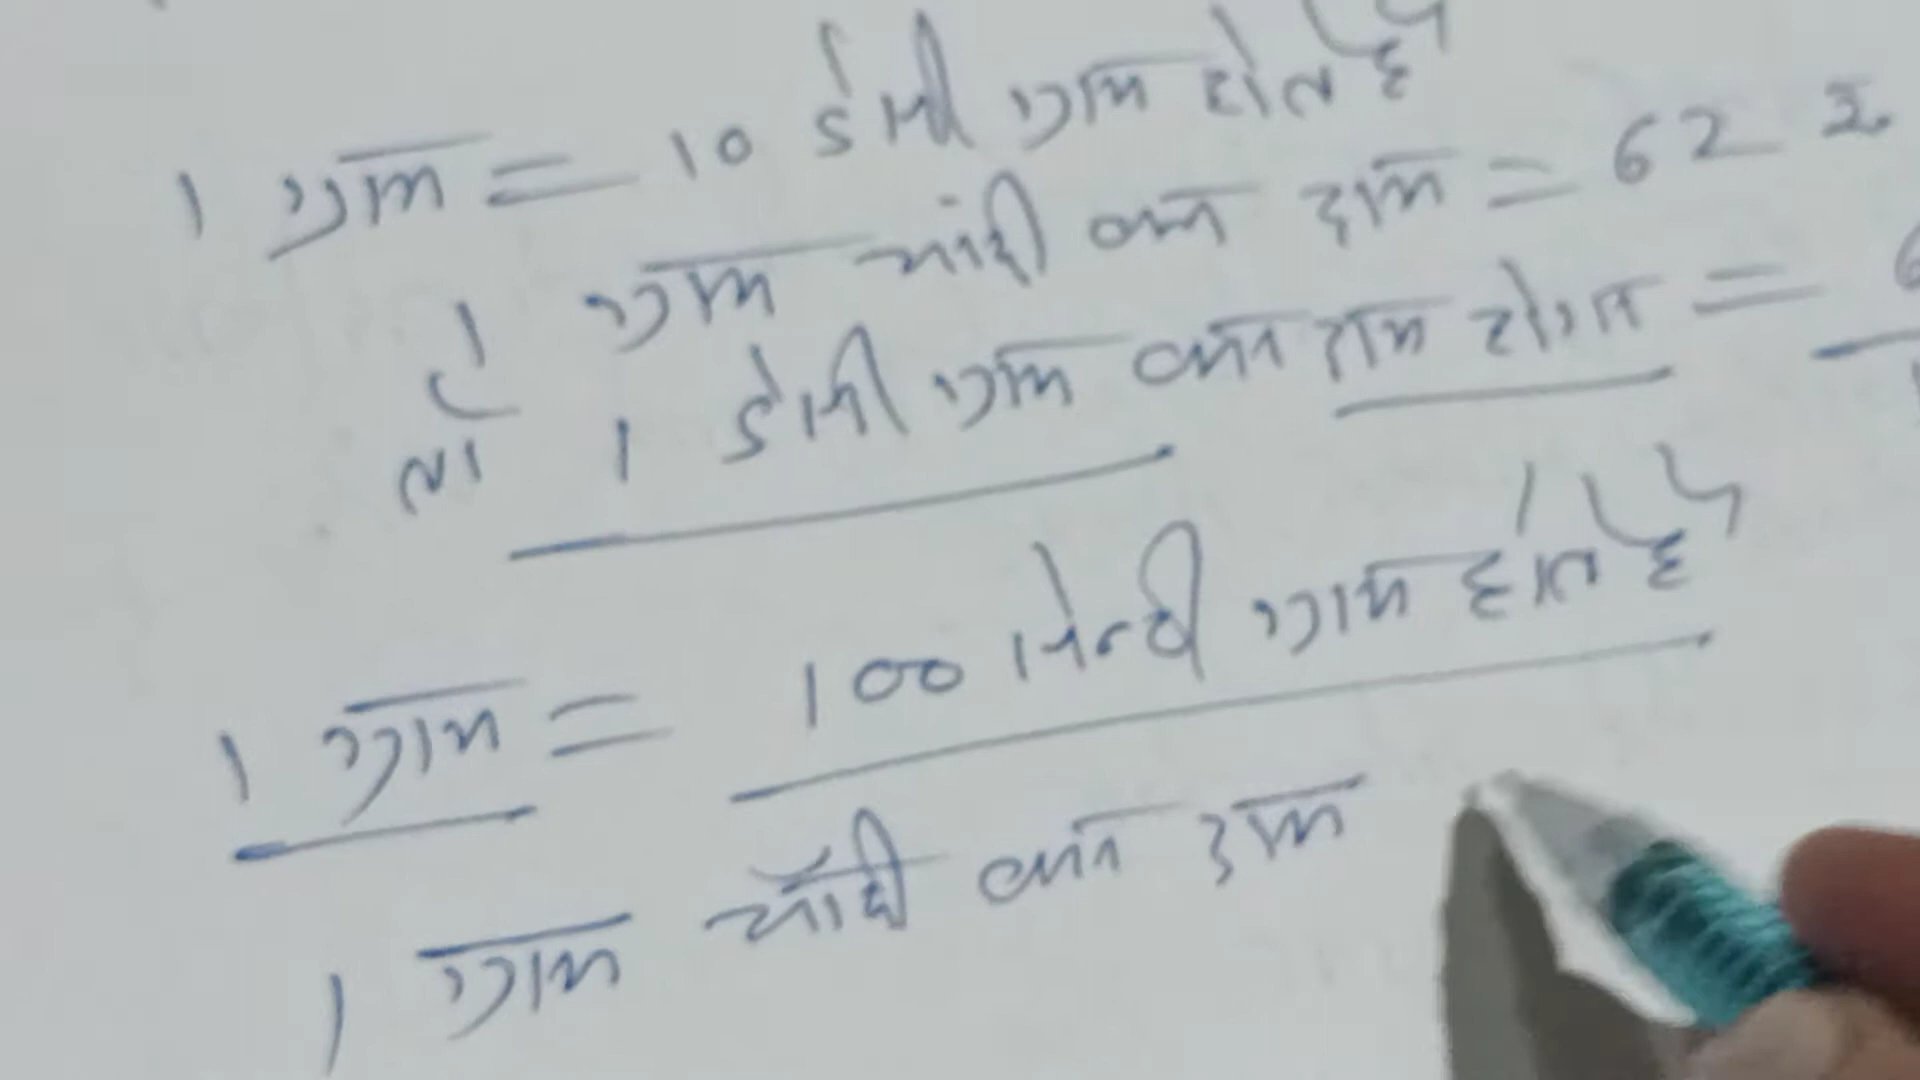 1 ग्राम = 10 डेसी ग्राम होते हैं
1 ग्राम चांदी का दाम = 62 रु.
तो 1 डेसी ग्राम का दाम होगा =
1 ग्राम = 100 सेन्टी ग्राम होते हैं
1 ग्राम चाँदी का दाम